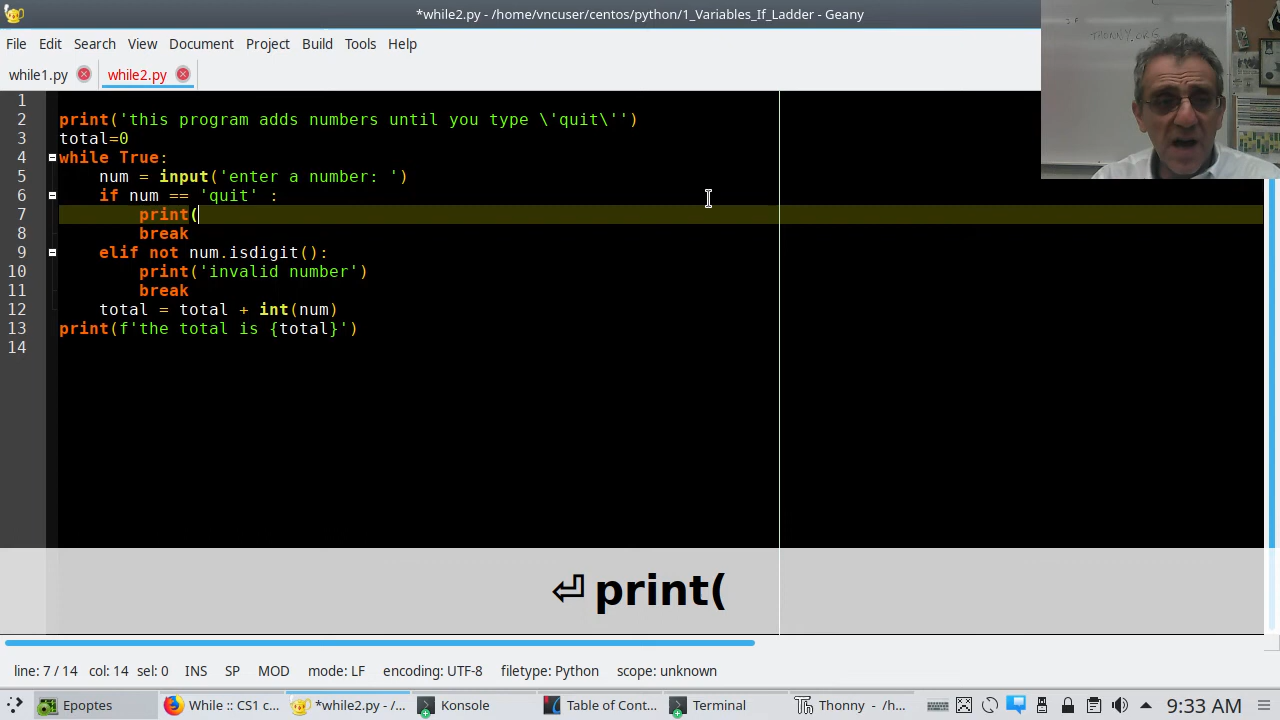 *while2.py - /home/vncuser/centos/python/1_Variables_If_Ladder - Geany
File Edit Search View Document Project Build Tools Help
while1.py while2.py
THONNY.ORG
1
2 print('this program adds numbers until you type \'quit\'')
3 total=0
4 while True:
5 num = input('enter a number: ')
6 if num == 'quit' :
7 print(
8 break
9 elif not num.isdigit():
10 print('invalid number')
11 break
12 total = total + int(num)
13 print(f'the total is {total}')
14
⏎ print(
line: 7 / 14 col: 14 sel: 0 INS SP MOD mode: LF encoding: UTF-8 filetype: Python scope: unknown
Epoptes While :: CS1 c... *while2.py - /... Konsole Table of Cont... Terminal Thonny - /h... 9:33 AM